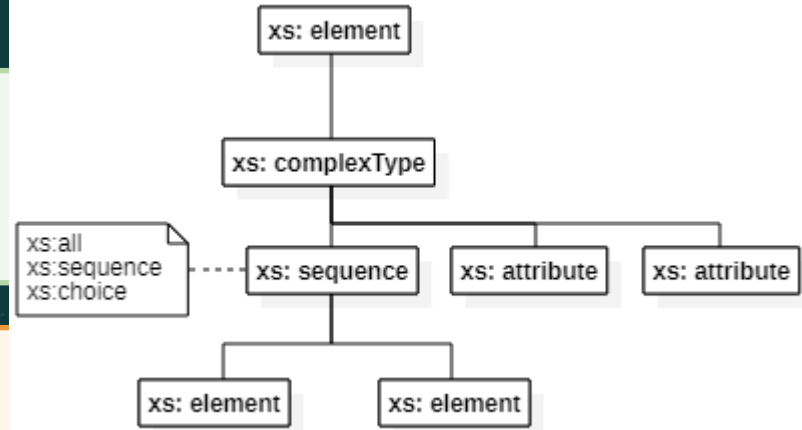 xs: element
xs: complexType
xs:all
xs:sequence
xs:choice
xs: sequence
xs: attribute
xs: attribute
xs: element
xs: element